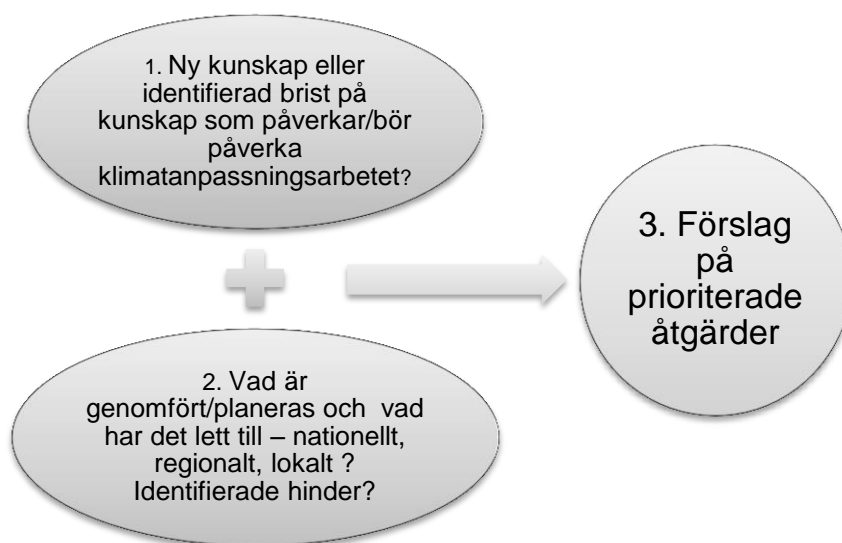 1. Ny kunskap eller
identifierad brist på
kunskap som påverkar/bör
påverka
klimatanpassningsarbetet?
2. Vad är
genomfört/planeras och vad
har det lett till – nationellt,
regionalt, lokalt ?
Identifierade hinder?
3. Förslag
på
prioriterade
åtgärder